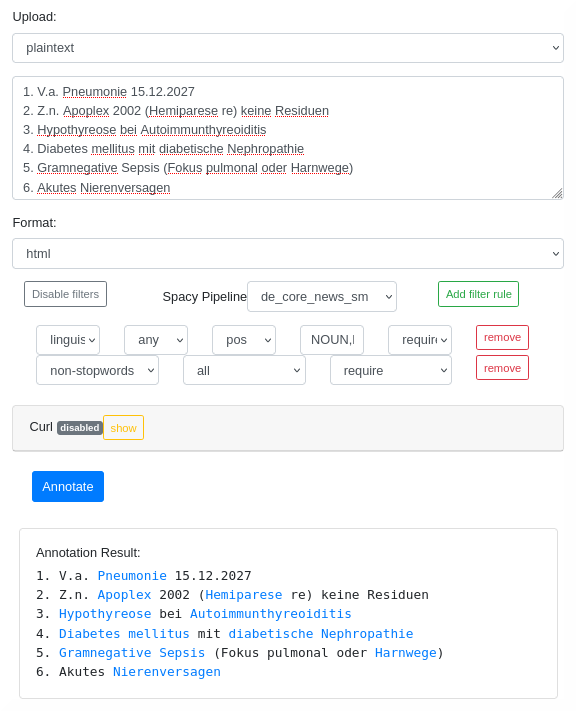 Upload:
plaintext
1. V.a. Pneumonie 15.12.2027
2. Z.n. Apoplex 2002 (Hemiparese re) keine Residuen
3. Hypothyreose bei Autoimmunthyreoiditis
4. Diabetes mellitus mit diabetische Nephropathie
5. Gramnegative Sepsis (Fokus pulmonal oder Harnwege)
6. Akutes Nierenversagen
Format:
html
Disable filters Spacy Pipeline de_core_news_sm Add filter rule
linguis any pos NOUN, require remove
non-stopwords all require remove
Curl disabled show
Annotate
Annotation Result:
1. V.a. Pneumonie 15.12.2027
2. Z.n. Apoplex 2002 (Hemiparese re) keine Residuen
3. Hypothyreose bei Autoimmunthyreoiditis
4. Diabetes mellitus mit diabetische Nephropathie
5. Gramnegative Sepsis (Fokus pulmonal oder Harnwege)
6. Akutes Nierenversagen